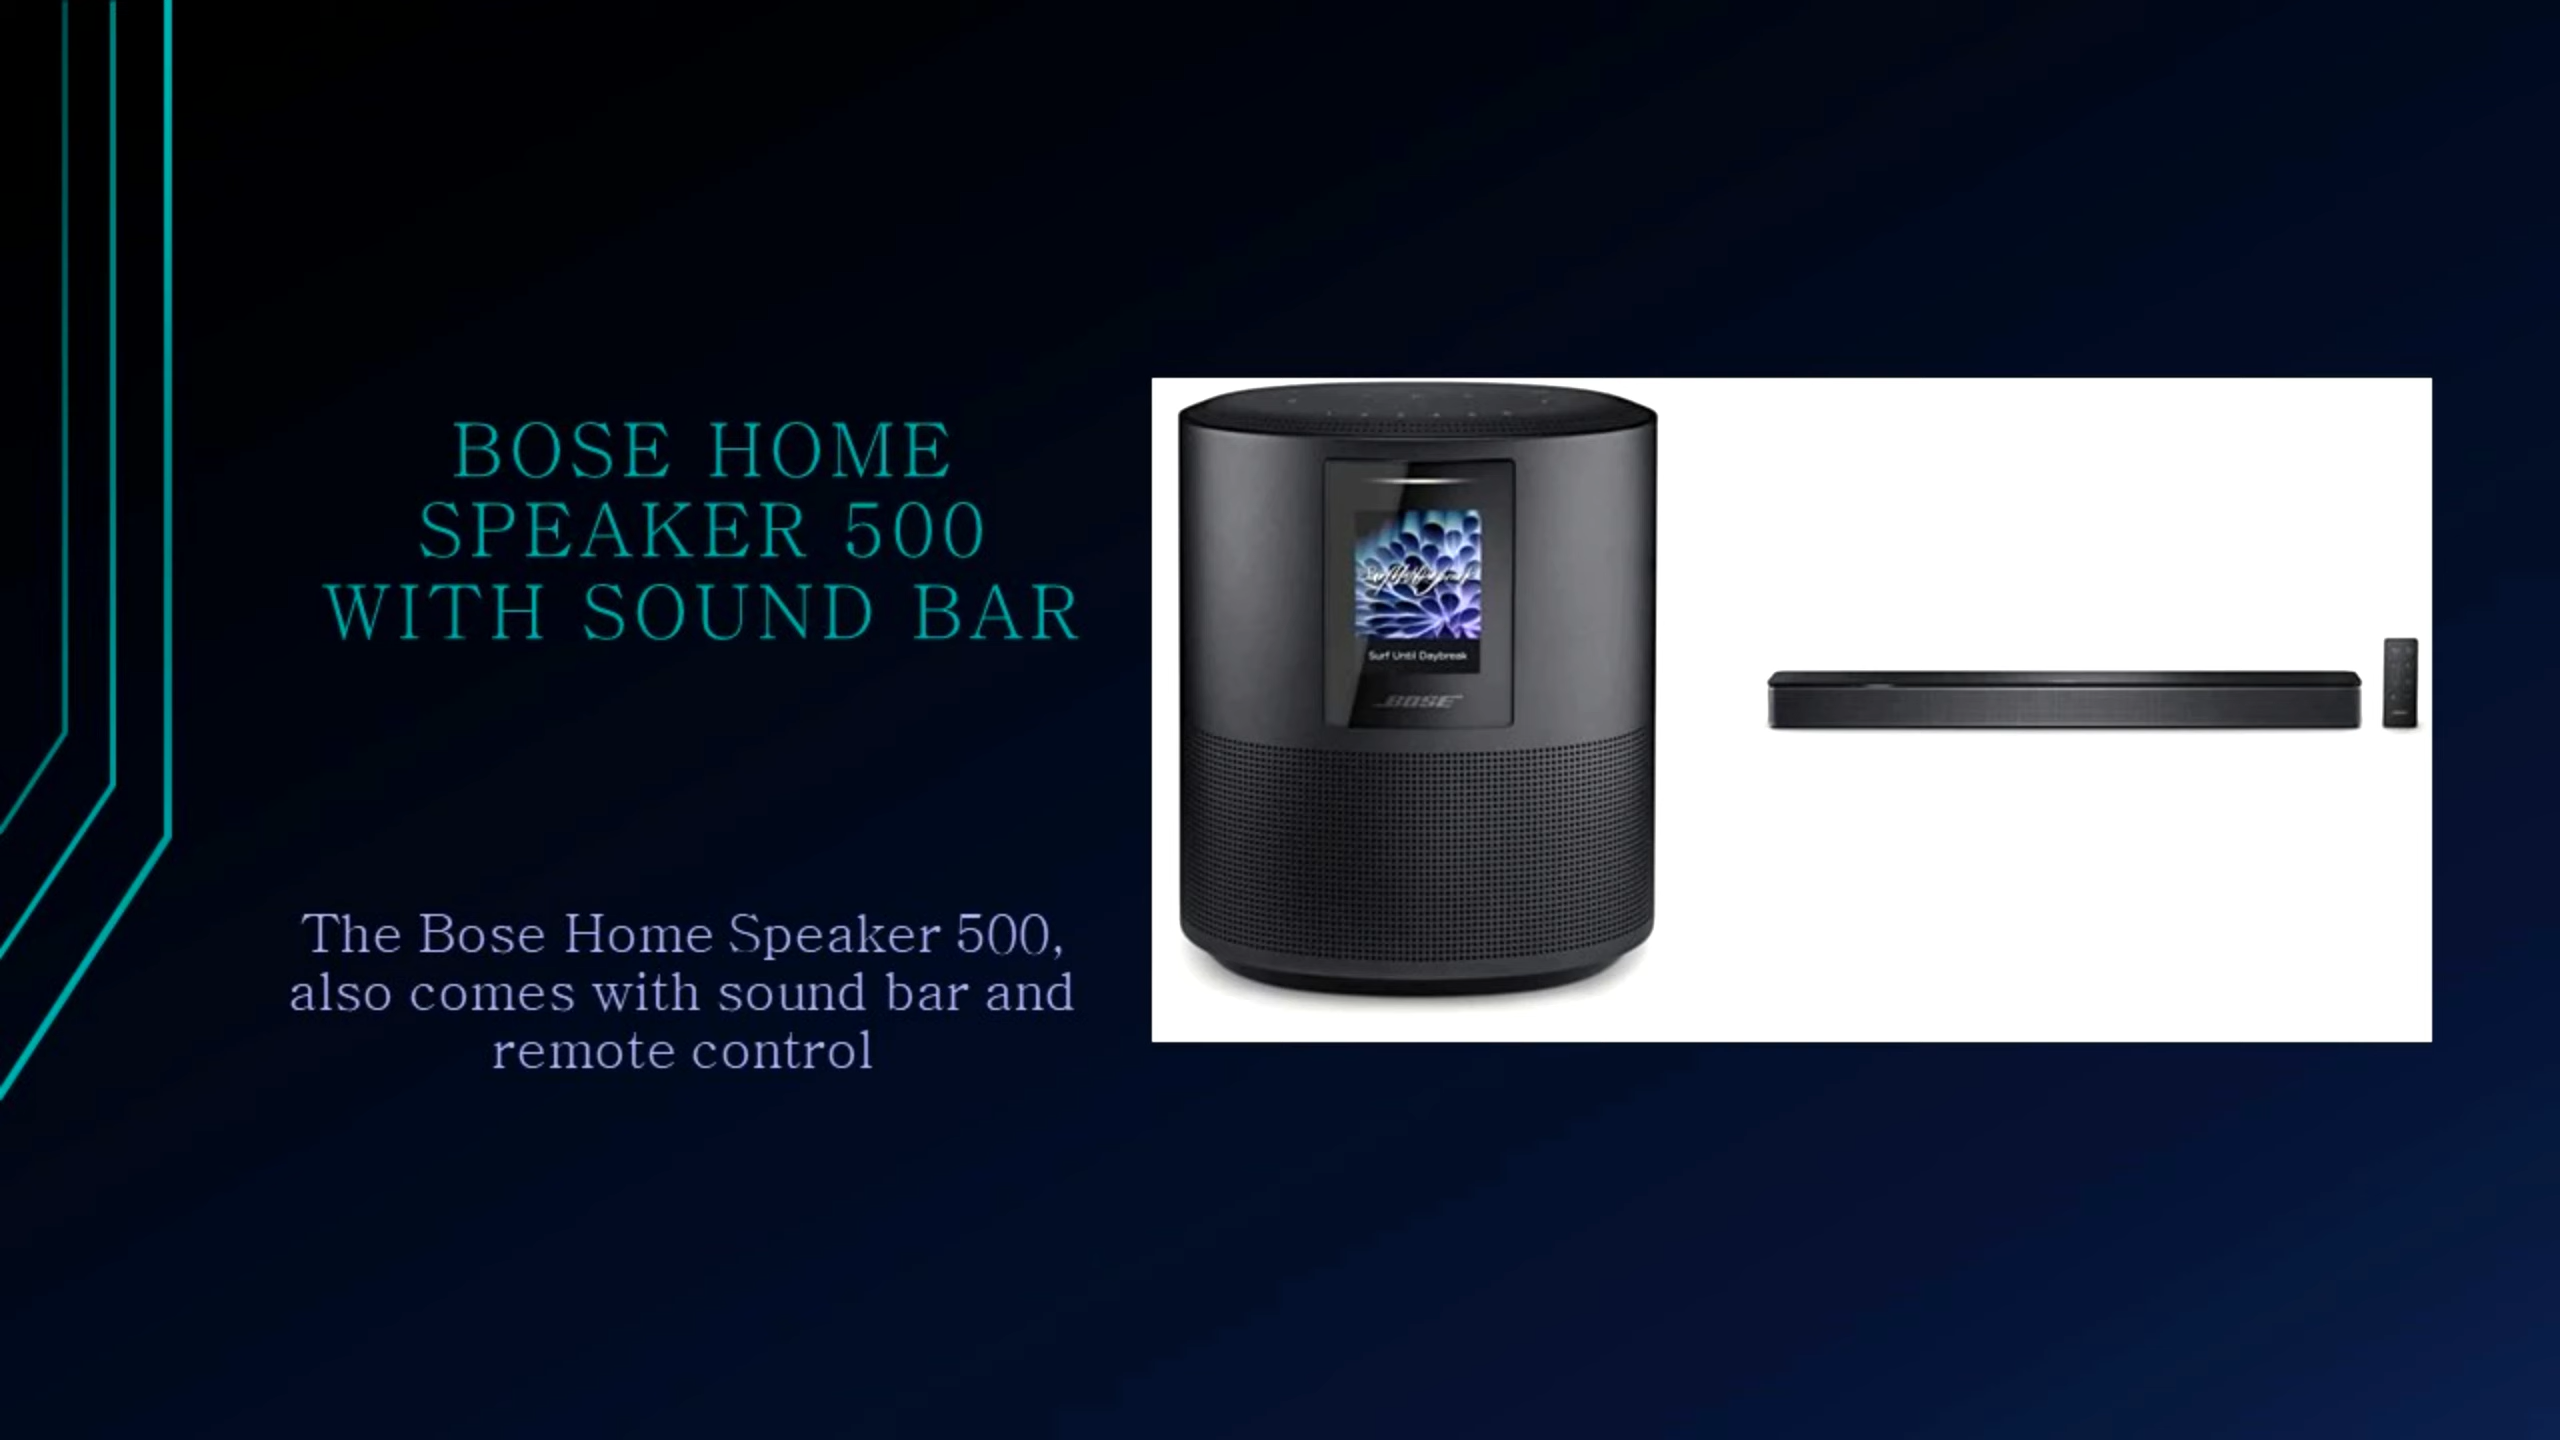 BOSE HOME
SPEAKER 500
WITH SOUND BAR
The Bose Home Speaker 500,
also comes with sound bar and
remote control
Surf Until Daybreak
BOSE